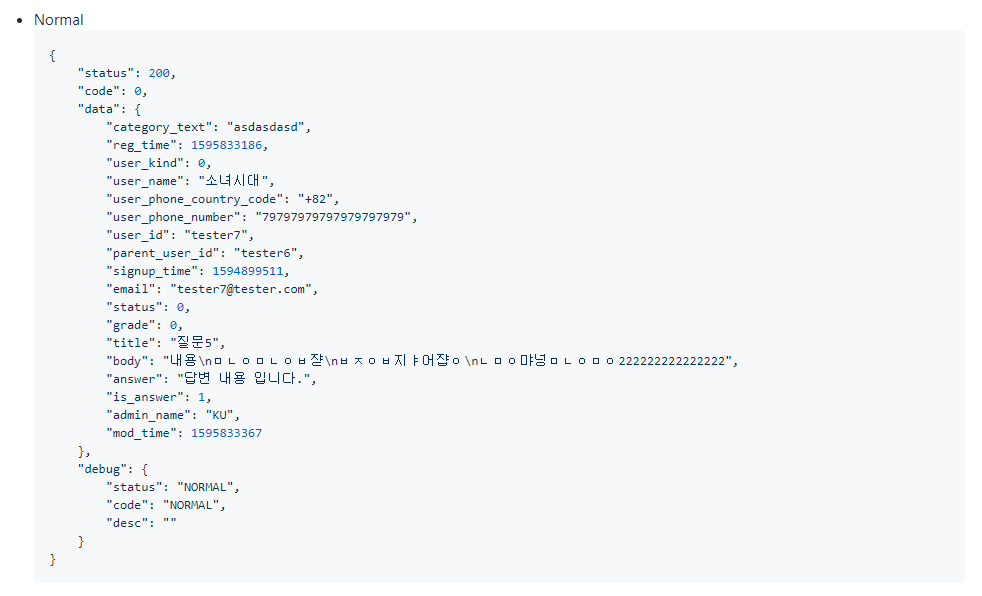 Normal
{
    "status": 200,
    "code": 0,
    "data": {
        "category_text": "asdasdasd",
        "reg_time": 1595833186,
        "user_kind": 0,
        "user_name": "소녀시대",
        "user_phone_country_code": "+82",
        "user_phone_number": "79797979797979797979",
        "user_id": "tester7",
        "parent_user_id": "tester6",
        "signup_time": 1594899511,
        "email": "tester7@tester.com",
        "status": 0,
        "grade": 0,
        "title": "질문5",
        "body": "내용\nㅁㄴㅇㅁㄴㅇㅂ쟏\nㅂㅈㅇㅂ지ㅑ어쟙ㅇ\nㄴㅁㅇ먀넝ㅁㄴㅇㅁㅇ222222222222222",
        "answer": "답변 내용 입니다.",
        "is_answer": 1,
        "admin_name": "KU",
        "mod_time": 1595833367
    },
    "debug": {
        "status": "NORMAL",
        "code": "NORMAL",
        "desc": ""
    }
}